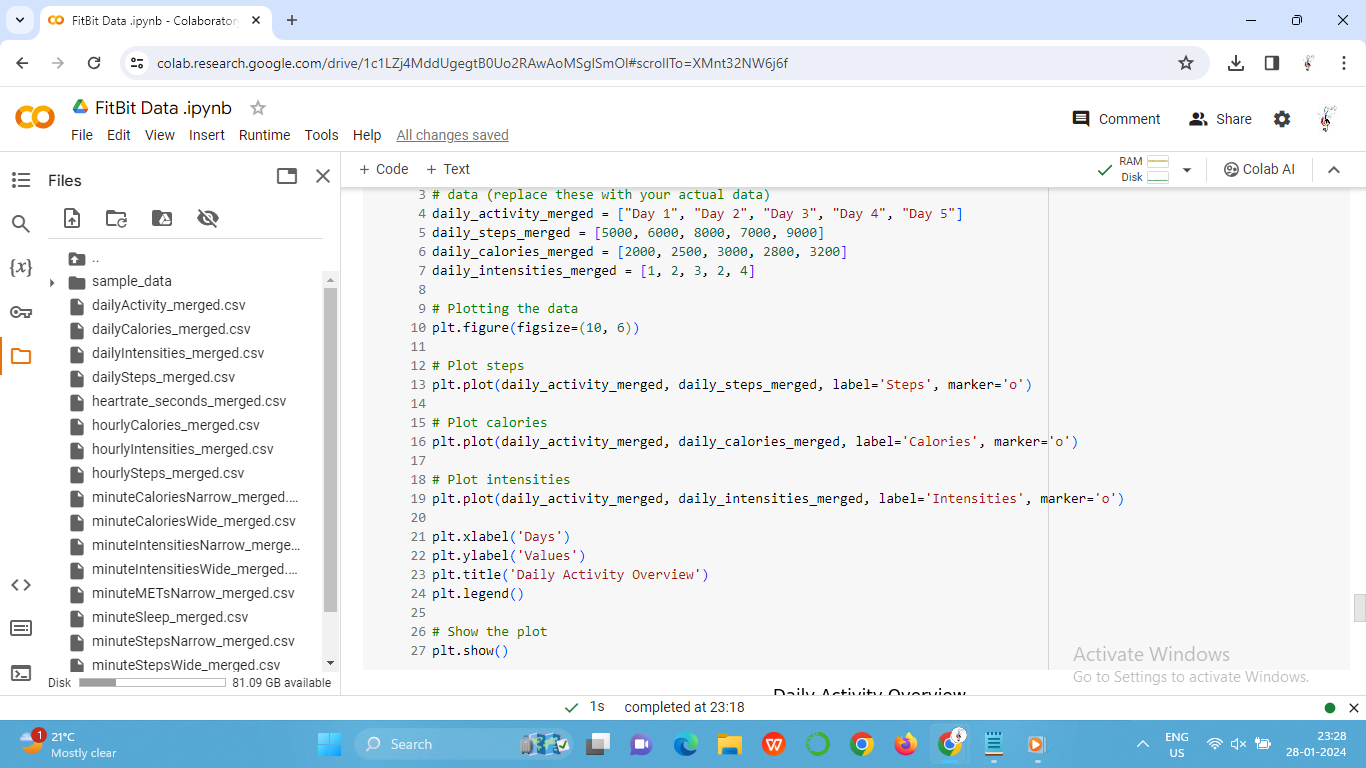 FitBit Data .ipynb - Colaborator
colab.research.google.com/drive/1c1LZj4MddUgegtB0Uo2RAwAoMSglSmOl#scrollTo=XMnt32NW6j6f
FitBit Data .ipynb
Comment
Share
File Edit View Insert Runtime Tools Help All changes saved
Files
+ Code + Text
RAM
Disk
Colab AI
{x}
..
sample_data
dailyActivity_merged.csv
dailyCalories_merged.csv
dailyIntensities_merged.csv
dailySteps_merged.csv
heartrate_seconds_merged.csv
hourlyCalories_merged.csv
hourlyIntensities_merged.csv
hourlySteps_merged.csv
minuteCaloriesNarrow_merged....
minuteCaloriesWide_merged.csv
minuteIntensitiesNarrow_merge...
minuteIntensitiesWide_merged....
minuteMETsNarrow_merged.csv
minuteSleep_merged.csv
minuteStepsNarrow_merged.csv
minuteStepsWide_merged.csv
Disk 81.09 GB available
3 # data (replace these with your actual data)
4 daily_activity_merged = ["Day 1", "Day 2", "Day 3", "Day 4", "Day 5"]
5 daily_steps_merged = [5000, 6000, 8000, 7000, 9000]
6 daily_calories_merged = [2000, 2500, 3000, 2800, 3200]
7 daily_intensities_merged = [1, 2, 3, 2, 4]
8
9 # Plotting the data
10 plt.figure(figsize=(10, 6))
11
12 # Plot steps
13 plt.plot(daily_activity_merged, daily_steps_merged, label='Steps', marker='o')
14
15 # Plot calories
16 plt.plot(daily_activity_merged, daily_calories_merged, label='Calories', marker='o')
17
18 # Plot intensities
19 plt.plot(daily_activity_merged, daily_intensities_merged, label='Intensities', marker='o')
20
21 plt.xlabel('Days')
22 plt.ylabel('Values')
23 plt.title('Daily Activity Overview')
24 plt.legend()
25
26 # Show the plot
27 plt.show()
Daily Activity Overview
Activate Windows
Go to Settings to activate Windows.
1s completed at 23:18
1
21°C
Mostly clear
Search
ENG
US
23:28
28-01-2024